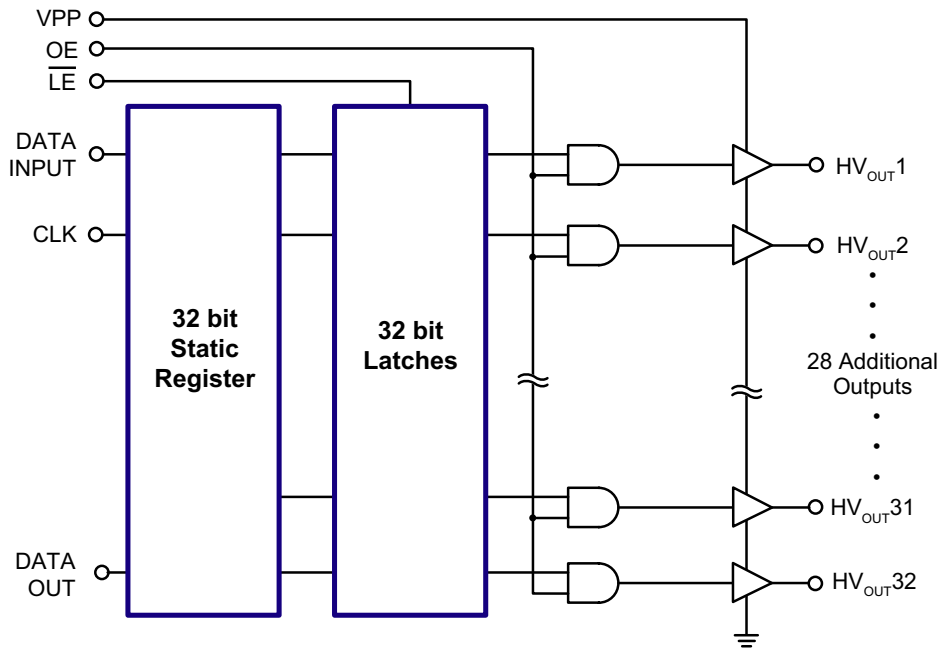 VPP
OE
LE
DATA
INPUT
CLK
DATA
OUT
32 bit
Static
Register
32 bit
Latches
HVOUT1
HVOUT2
28 Additional
Outputs
HVOUT31
HVOUT32